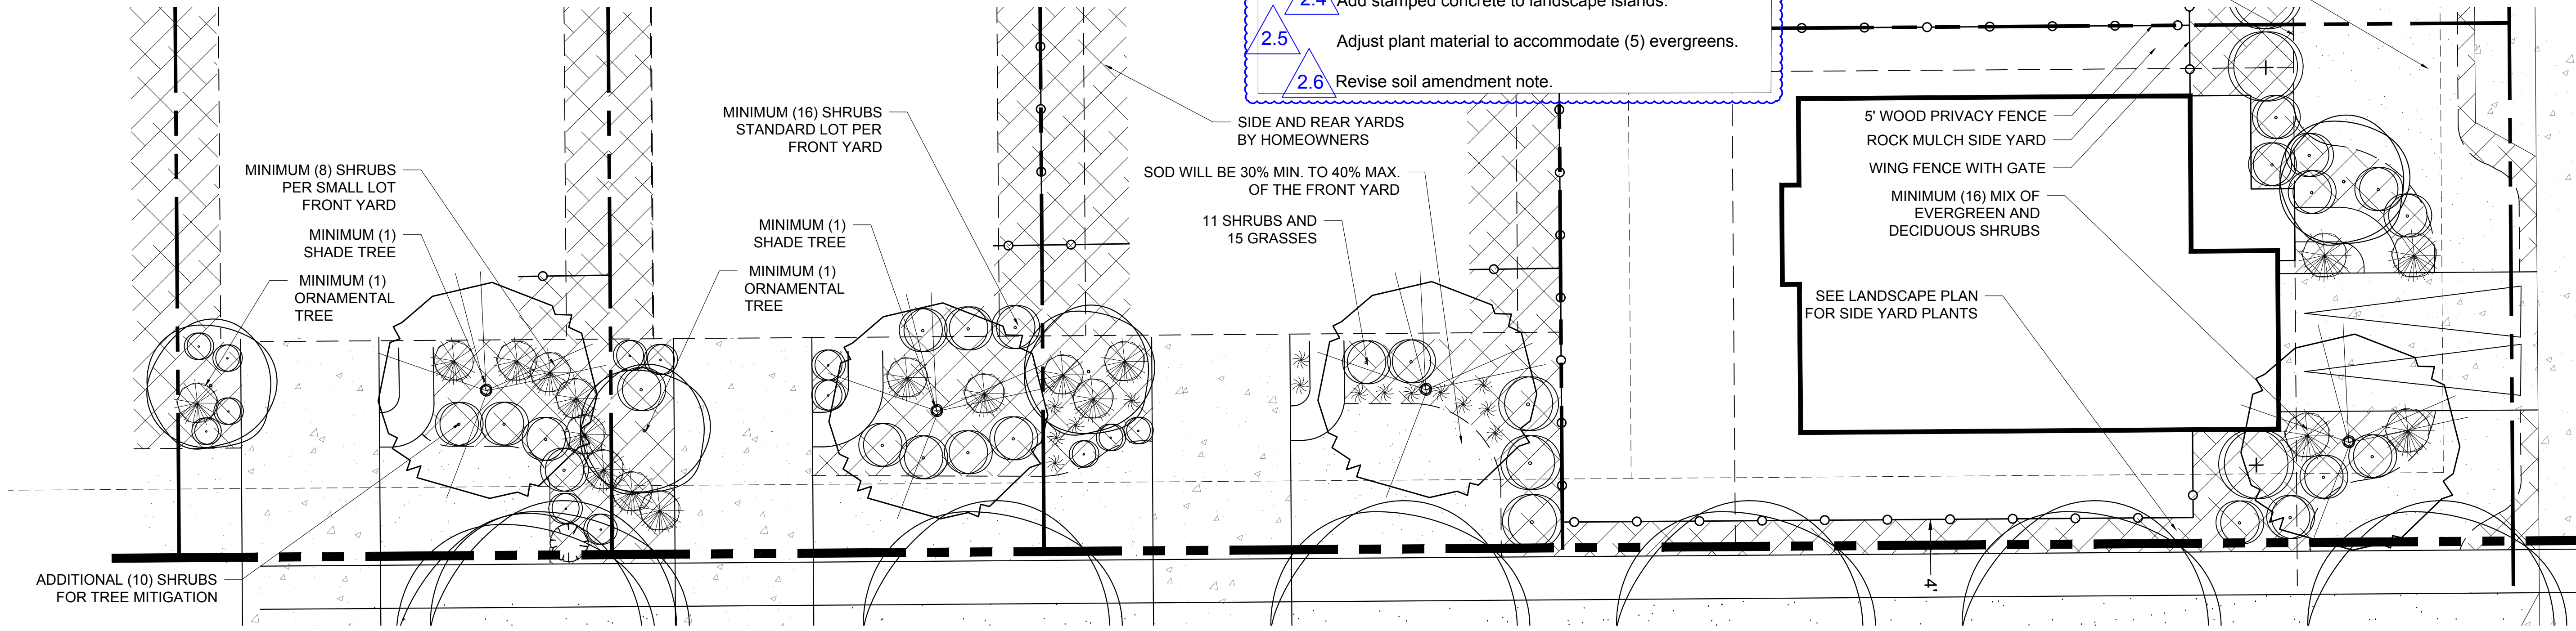 2.4 Add stamped concrete to landscape islands.
2.5 Adjust plant material to accommodate (5) evergreens.
2.6 Revise soil amendment note.
MINIMUM (8) SHRUBS
PER SMALL LOT
FRONT YARD
MINIMUM (1)
SHADE TREE
MINIMUM (1)
ORNAMENTAL
TREE
ADDITIONAL (10) SHRUBS
FOR TREE MITIGATION
MINIMUM (16) SHRUBS
STANDARD LOT PER
FRONT YARD
MINIMUM (1)
SHADE TREE
MINIMUM (1)
ORNAMENTAL
TREE
SIDE AND REAR YARDS
BY HOMEOWNERS
SOD WILL BE 30% MIN. TO 40% MAX.
OF THE FRONT YARD
11 SHRUBS AND
15 GRASSES
5' WOOD PRIVACY FENCE
ROCK MULCH SIDE YARD
WING FENCE WITH GATE
MINIMUM (16) MIX OF
EVERGREEN AND
DECIDUOUS SHRUBS
SEE LANDSCAPE PLAN
FOR SIDE YARD PLANTS
4'